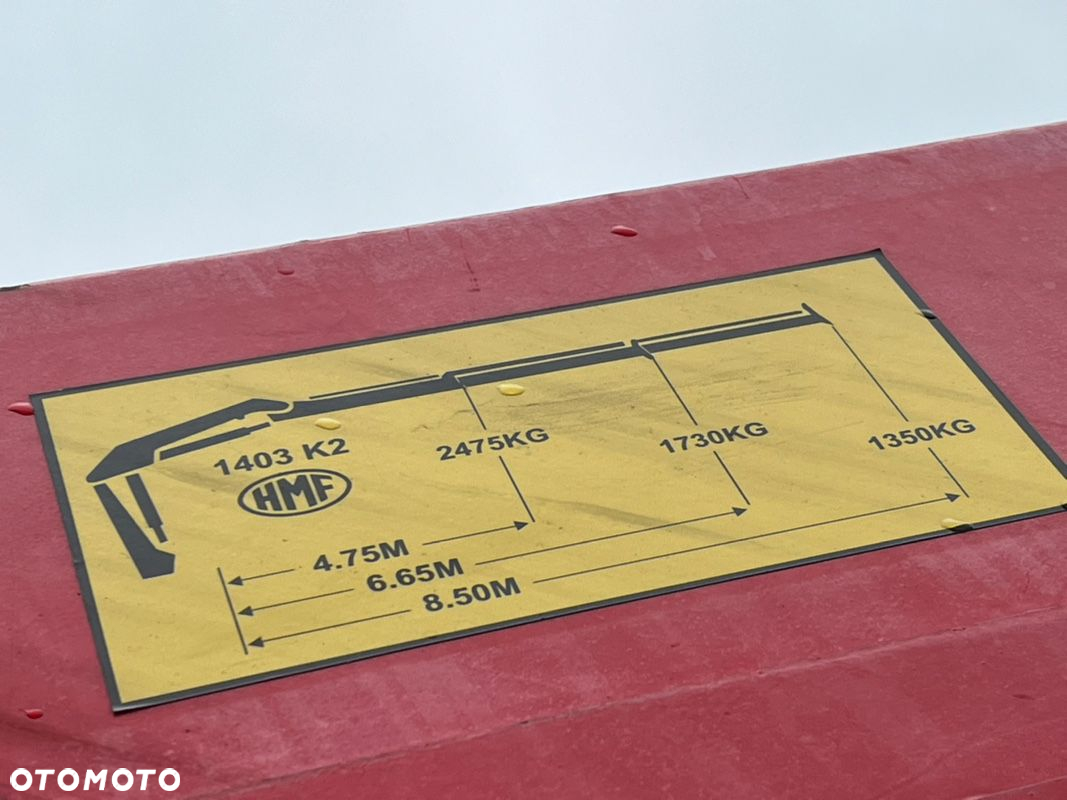 1403 K2
HMF
2475KG
1730KG
1350KG
4.75M
6.65M
8.50M
OTOMOTO